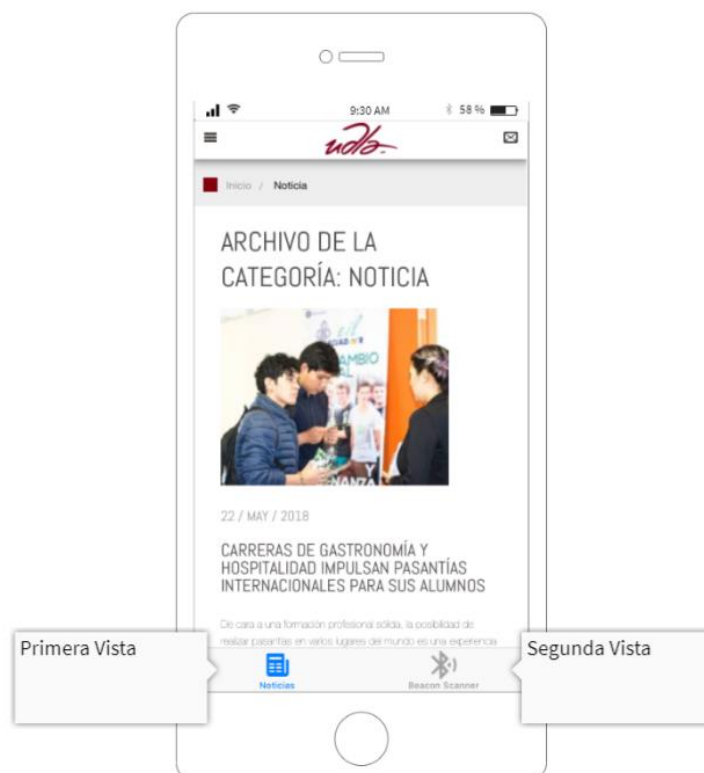 9:30 AM
58 %
udla
Inicio / Noticia
ARCHIVO DE LA
CATEGORÍA: NOTICIA
CAMBIO
Y
NANZA
22 / MAY / 2018
CARRERAS DE GASTRONOMÍA Y
HOSPITALIDAD IMPULSAN PASANTÍAS
INTERNACIONALES PARA SUS ALUMNOS
De cara a una formación profesional sólida, la posibilidad de
realizar pasantías en varios lugares del mundo es una experiencia
Primera Vista
Segunda Vista
Noticias
Beacon Scanner